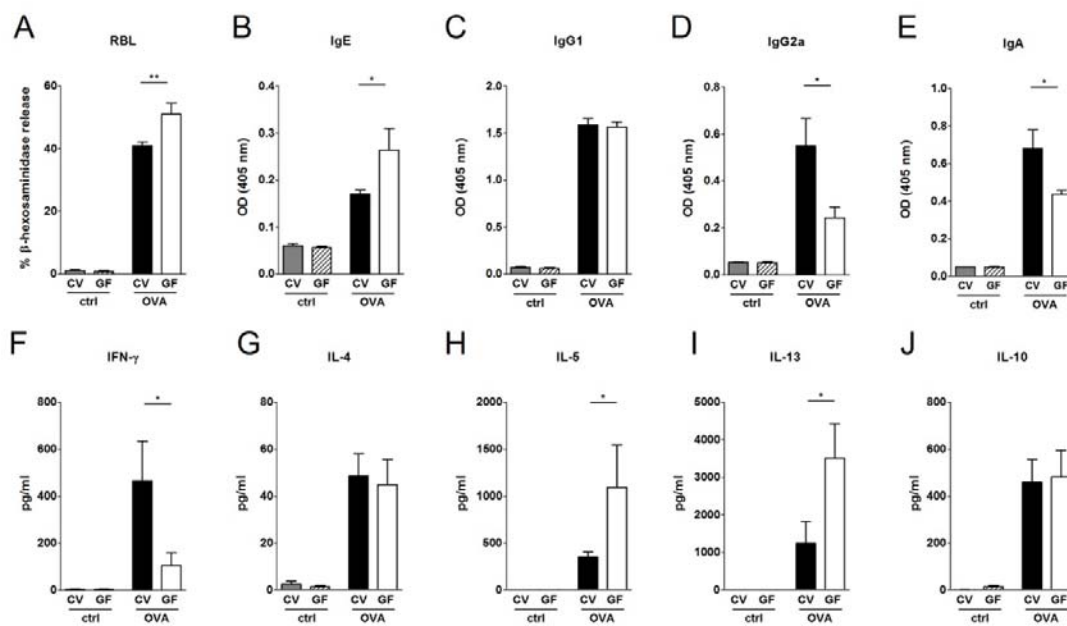 A
RBL
% β-hexosaminidase release
60
40
20
0
CV GF CV GF
ctrl OVA
**
B
IgE
OD (405 nm)
0.4
0.3
0.2
0.1
0.0
CV GF CV GF
ctrl OVA
*
C
IgG1
OD (405 nm)
2.0
1.5
1.0
0.5
0.0
CV GF CV GF
ctrl OVA
D
IgG2a
OD (405 nm)
0.8
0.6
0.4
0.2
0.0
CV GF CV GF
ctrl OVA
*
E
IgA
OD (405 nm)
1.0
0.8
0.6
0.4
0.2
0.0
CV GF CV GF
ctrl OVA
*
F
IFN-γ
pg/ml
800
600
400
200
0
CV GF CV GF
ctrl OVA
*
G
IL-4
pg/ml
80
60
40
20
0
CV GF CV GF
ctrl OVA
H
IL-5
pg/ml
2000
1500
1000
500
0
CV GF CV GF
ctrl OVA
*
I
IL-13
pg/ml
5000
4000
3000
2000
1000
0
CV GF CV GF
ctrl OVA
*
J
IL-10
pg/ml
800
600
400
200
0
CV GF CV GF
ctrl OVA